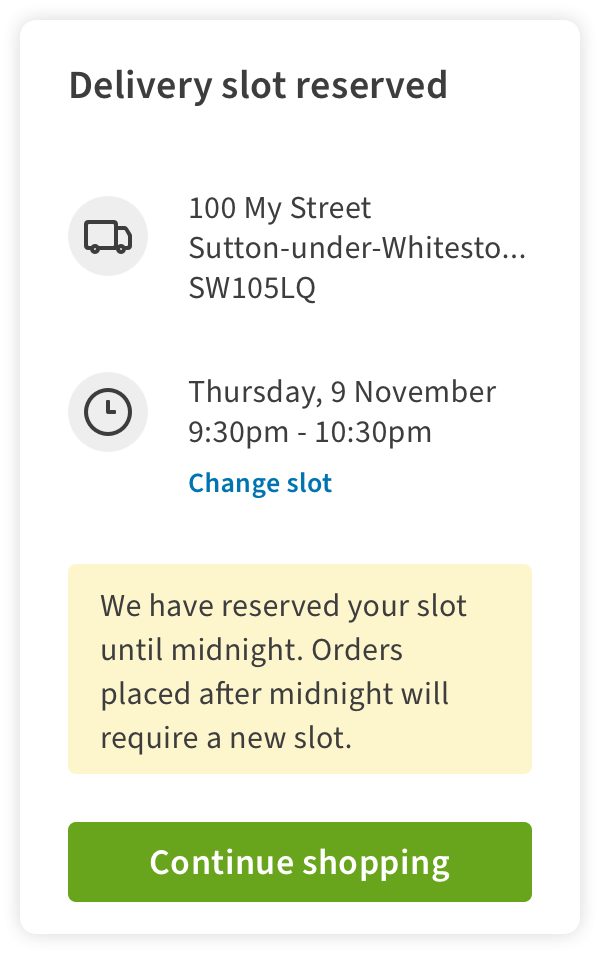 Delivery slot reserved
100 My Street
Sutton-under-Whitesto...
SW105LQ
Thursday, 9 November
9:30pm - 10:30pm
Change slot
We have reserved your slot
until midnight. Orders
placed after midnight will
require a new slot.
Continue shopping